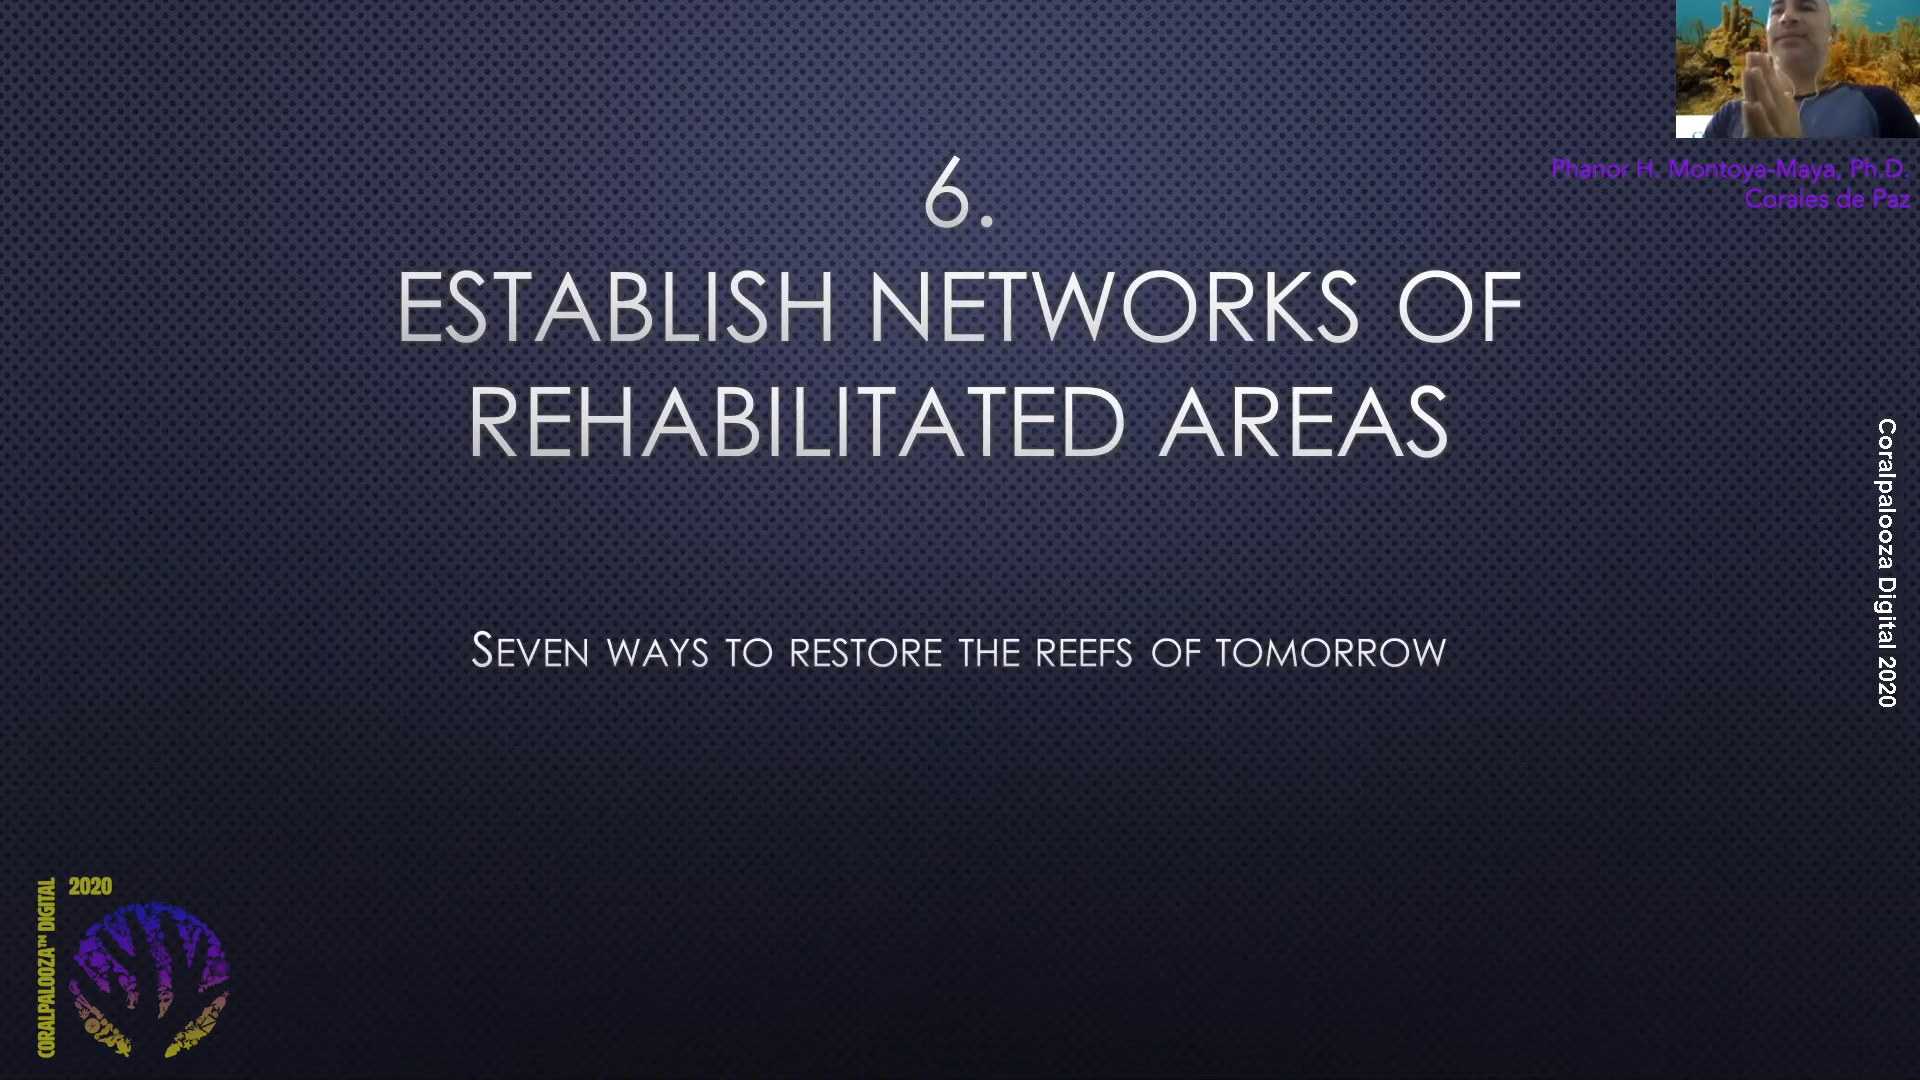 6.
ESTABLISH NETWORKS OF
REHABILITATED AREAS
SEVEN WAYS TO RESTORE THE REEFS OF TOMORROW
Phanor H. Montoya-Maya, Ph.D.
Corales de Paz
Coralpalooza Digital 2020
CORALPALOOZA™ DIGITAL
2020